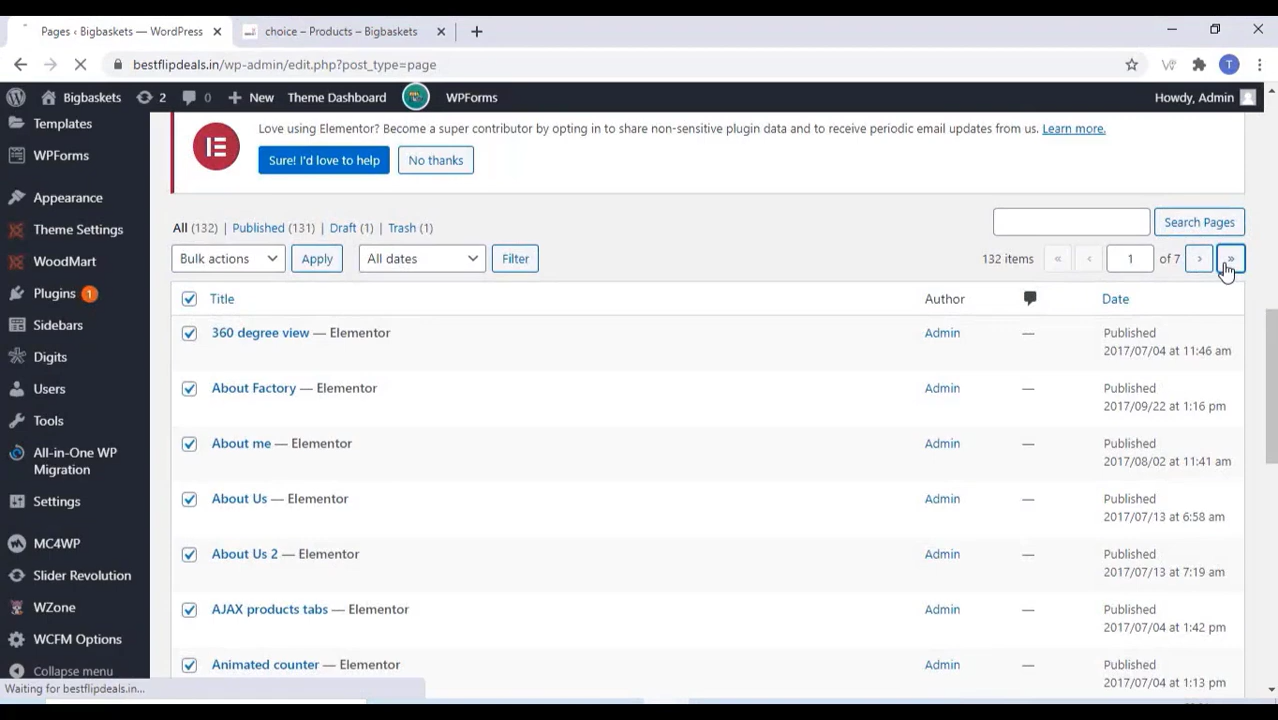 Pages ‹ Bigbaskets — WordPress
choice – Products – Bigbaskets
bestflipdeals.in/wp-admin/edit.php?post_type=page
T
Bigbaskets
2
0
New
Theme Dashboard
WPForms
Howdy, Admin
Templates
WPForms
Appearance
Theme Settings
WoodMart
Plugins 1
Sidebars
Digits
Users
Tools
All-in-One WP
Migration
Settings
MC4WP
Slider Revolution
WZone
WCFM Options
Collapse menu
Love using Elementor? Become a super contributor by opting in to share non-sensitive plugin data and to receive periodic email updates from us. Learn more.
Sure! I'd love to help
No thanks
All (132) | Published (131) | Draft (1) | Trash (1)
Search Pages
Bulk actions
Apply
All dates
Filter
132 items « ‹ 1 of 7 › »
Title Author Date
360 degree view — Elementor Admin — Published
2017/07/04 at 11:46 am
About Factory — Elementor Admin — Published
2017/09/22 at 1:16 pm
About me — Elementor Admin — Published
2017/08/02 at 11:41 am
About Us — Elementor Admin — Published
2017/07/13 at 6:58 am
About Us 2 — Elementor Admin — Published
2017/07/13 at 7:19 am
AJAX products tabs — Elementor Admin — Published
2017/07/04 at 1:42 pm
Animated counter — Elementor Admin — Published
2017/07/04 at 1:13 pm
Waiting for bestflipdeals.in...